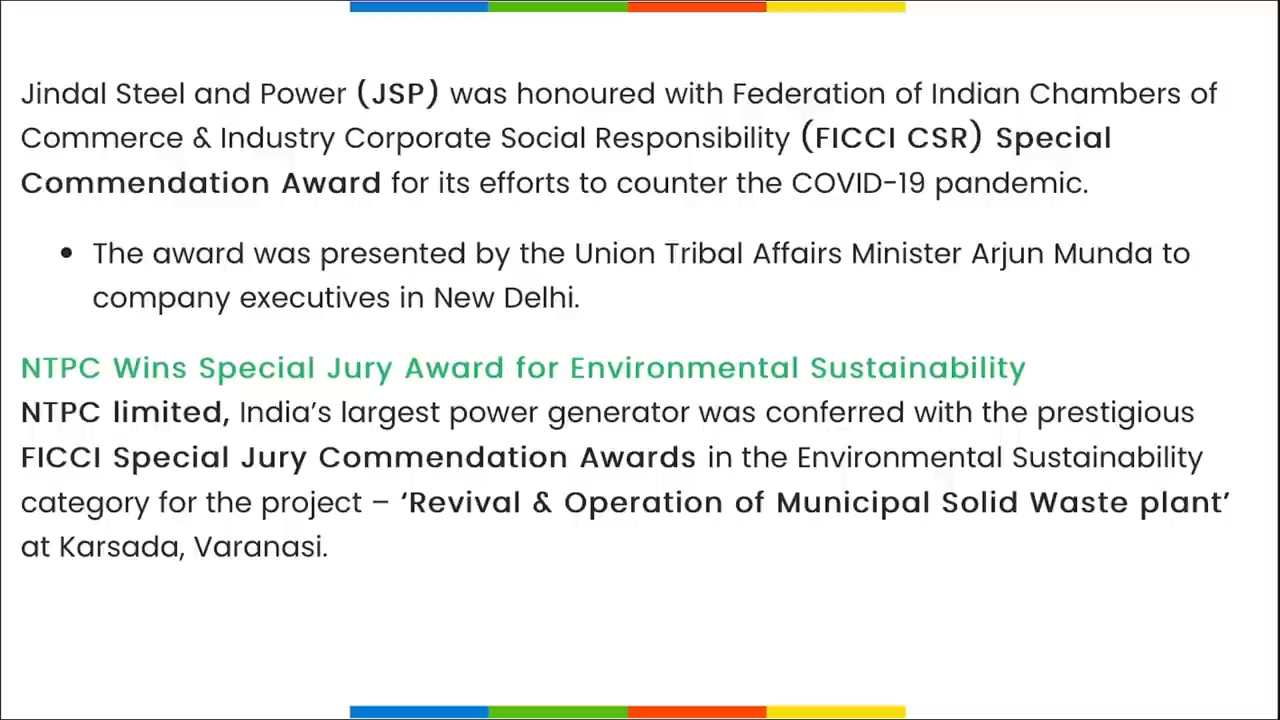 Jindal Steel and Power (JSP) was honoured with Federation of Indian Chambers of
Commerce & Industry Corporate Social Responsibility (FICCI CSR) Special
Commendation Award for its efforts to counter the COVID-19 pandemic.
• The award was presented by the Union Tribal Affairs Minister Arjun Munda to
company executives in New Delhi.
NTPC Wins Special Jury Award for Environmental Sustainability
NTPC limited, India’s largest power generator was conferred with the prestigious
FICCI Special Jury Commendation Awards in the Environmental Sustainability
category for the project – ‘Revival & Operation of Municipal Solid Waste plant’
at Karsada, Varanasi.